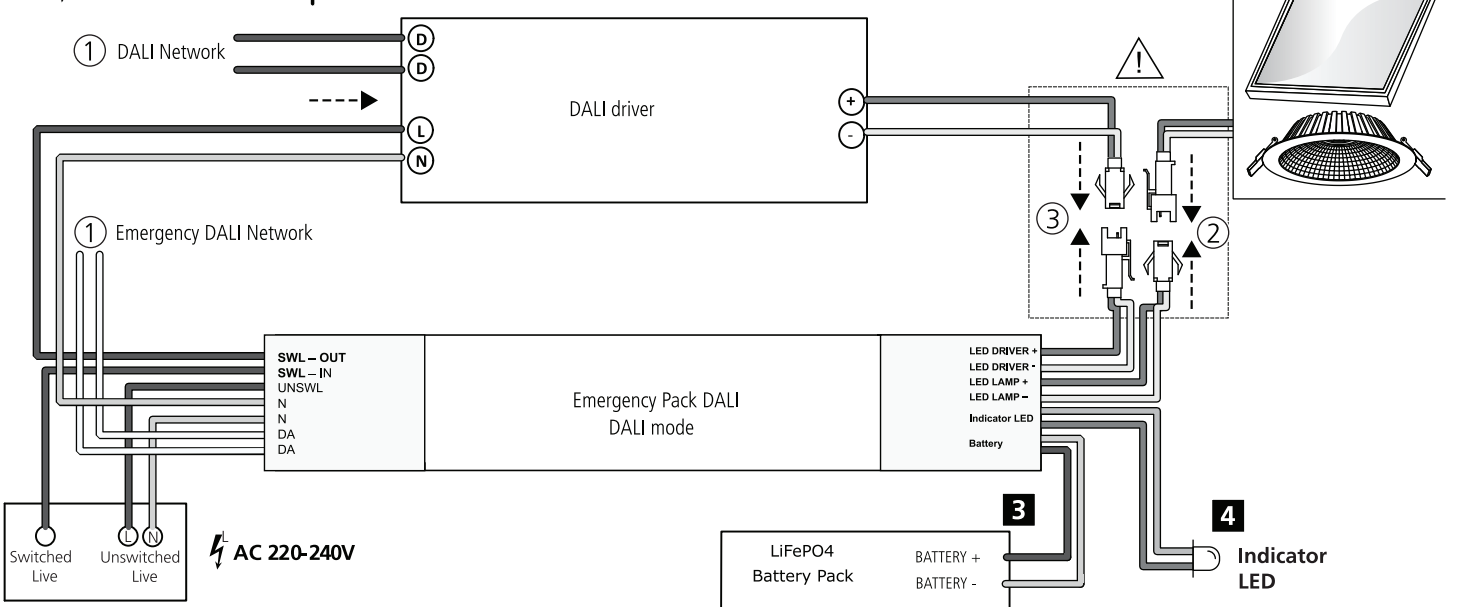 1 DALI Network
D
D
DALI driver
L
N
+
-
!
3
2
1 Emergency DALI Network
SWL – OUT
SWL – IN
UNSWL
N
N
DA
DA
Emergency Pack DALI
DALI mode
LED DRIVER +
LED DRIVER -
LED LAMP +
LED LAMP –
Indicator LED
Battery
L
N
Switched
Live
Unswitched
Live
L
AC 220-240V
3
LiFePO4
Battery Pack
BATTERY +
BATTERY -
4
Indicator
LED